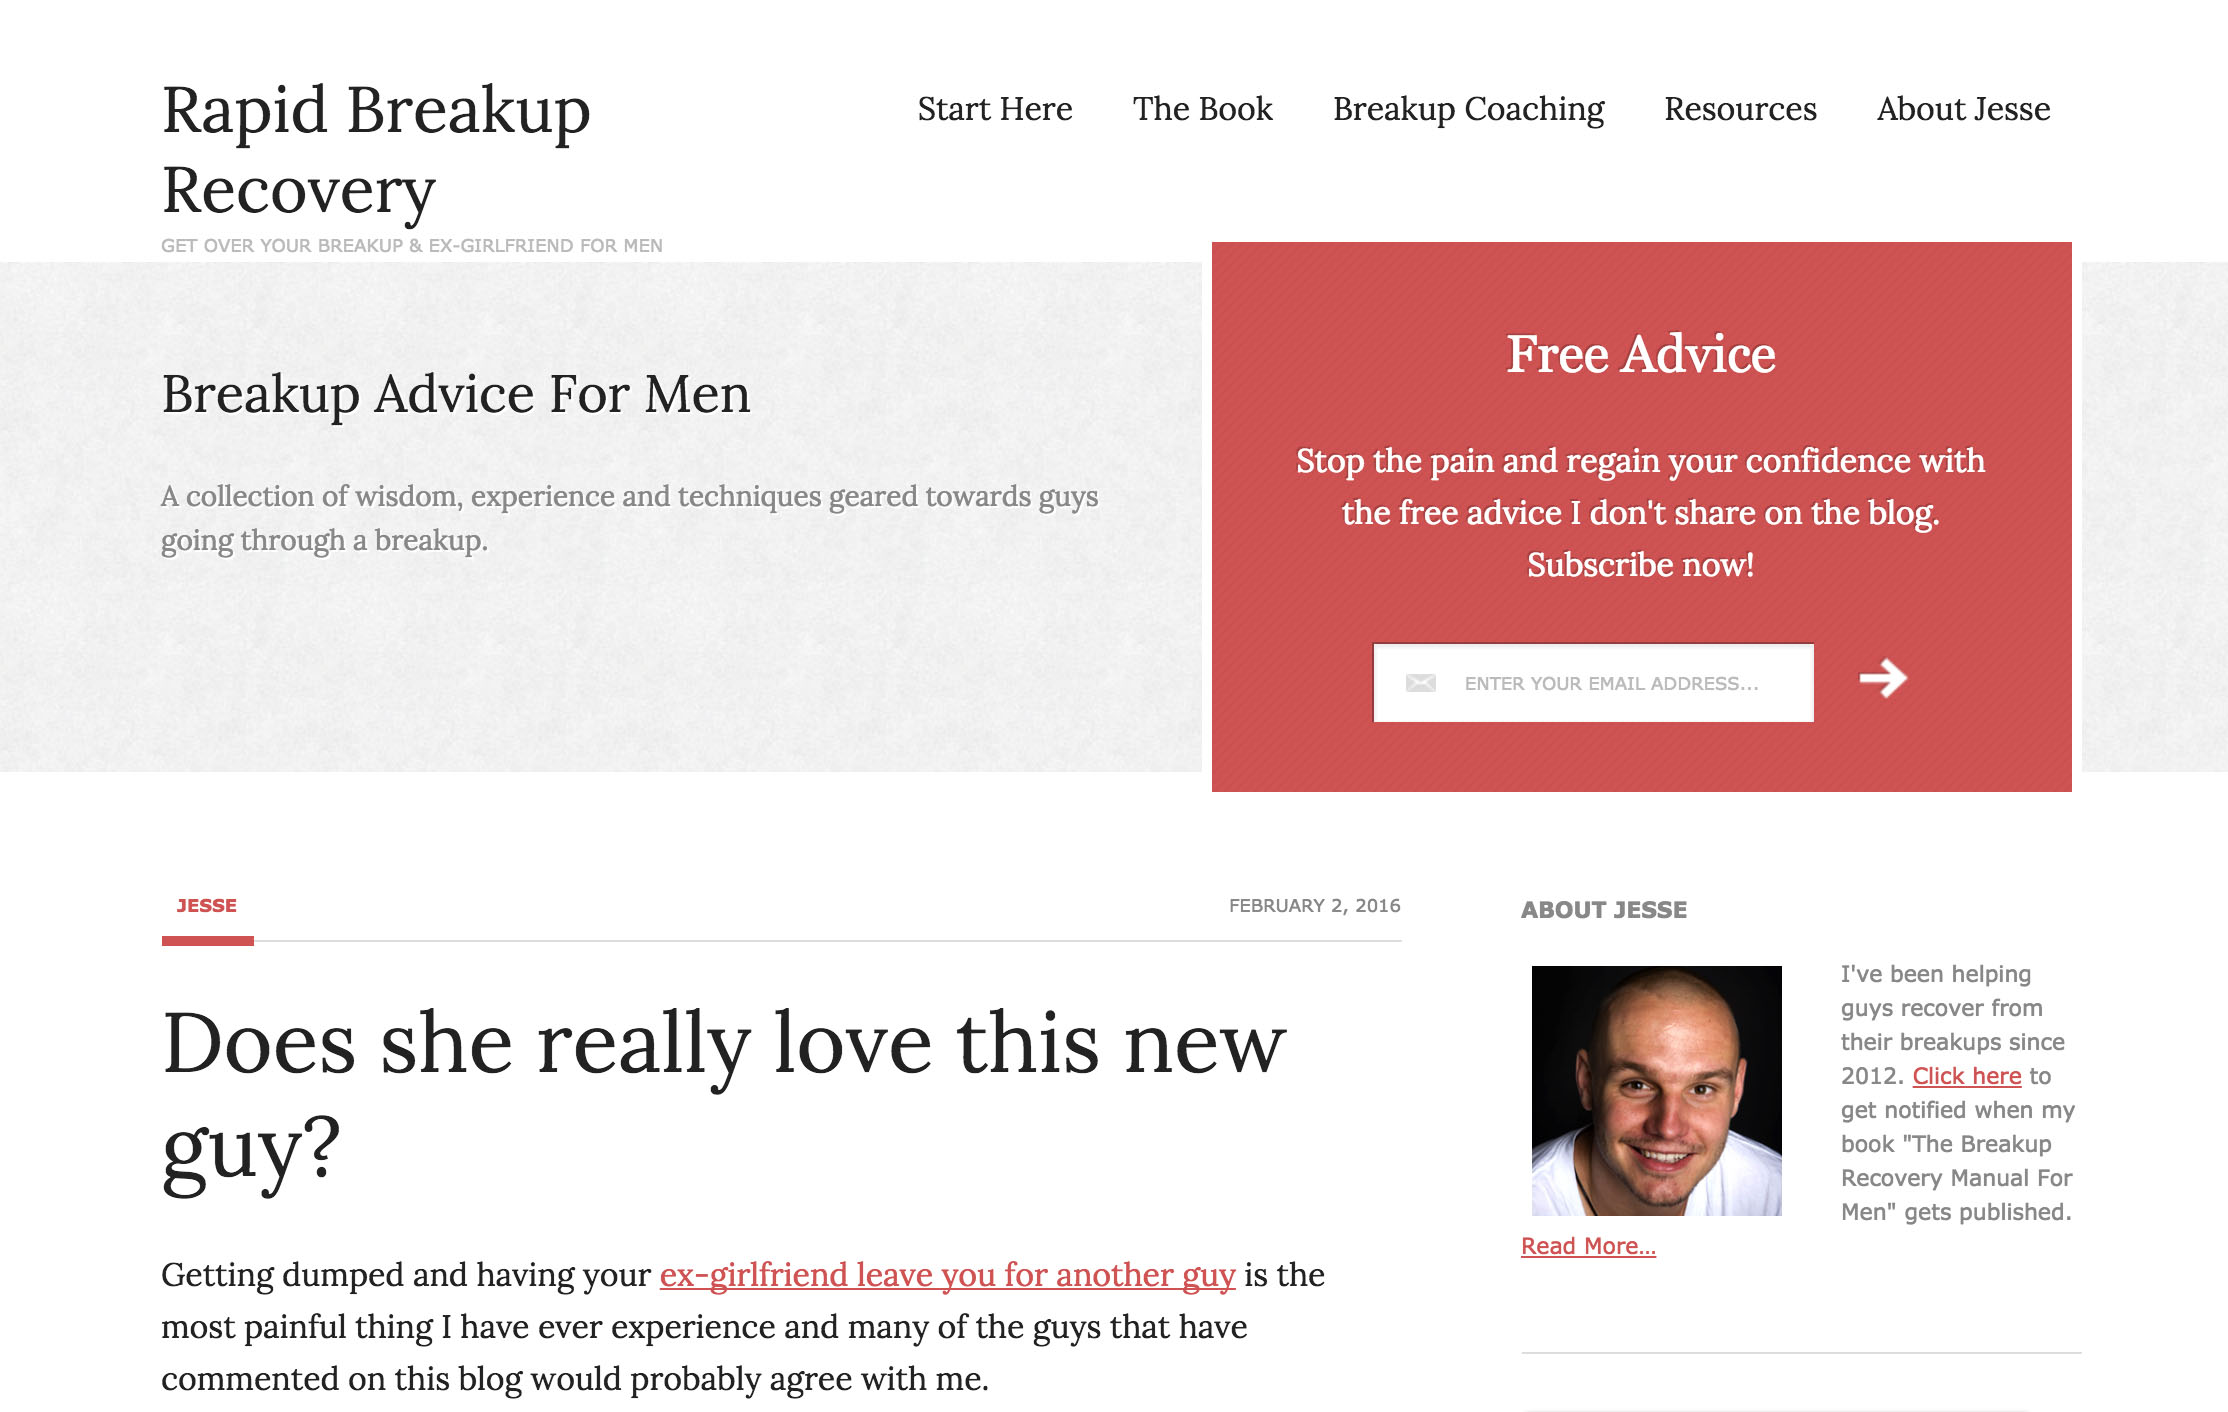 Rapid Breakup
Recovery
GET OVER YOUR BREAKUP & EX-GIRLFRIEND FOR MEN
Start Here
The Book
Breakup Coaching
Resources
About Jesse
Breakup Advice For Men
A collection of wisdom, experience and techniques geared towards guys
going through a breakup.
Free Advice
Stop the pain and regain your confidence with
the free advice I don't share on the blog.
Subscribe now!
ENTER YOUR EMAIL ADDRESS...
JESSE
FEBRUARY 2, 2016
Does she really love this new
guy?
Getting dumped and having your ex-girlfriend leave you for another guy is the
most painful thing I have ever experience and many of the guys that have
commented on this blog would probably agree with me.
ABOUT JESSE
I've been helping
guys recover from
their breakups since
2012. Click here to
get notified when my
book "The Breakup
Recovery Manual For
Men" gets published.
Read More...